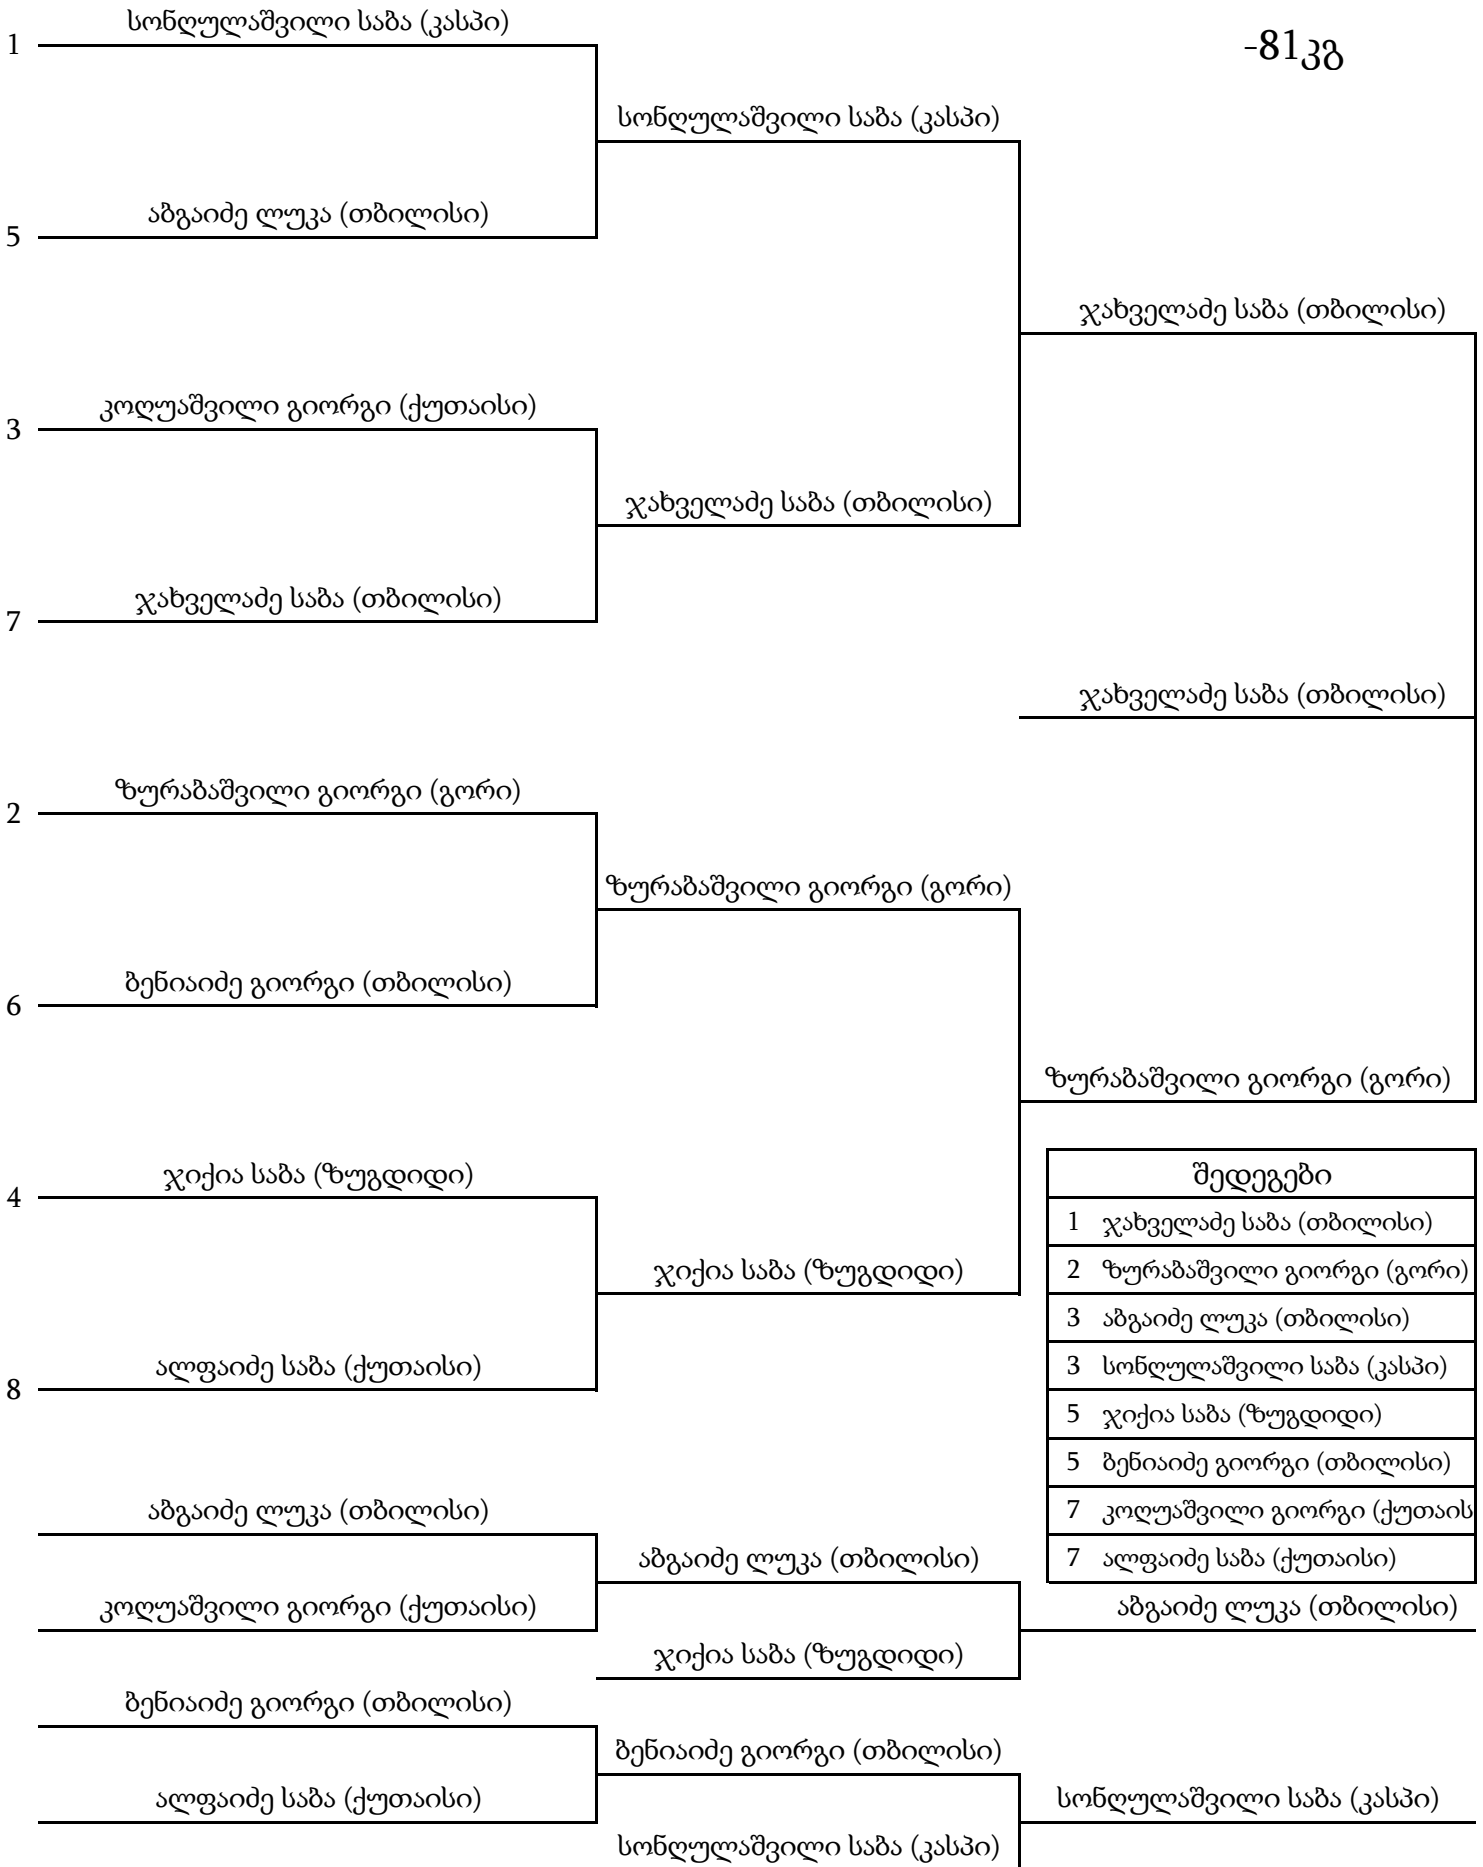 სონღულაშვილი საბა (კასპი)
1
-81კგ
სონღულაშვილი საბა (კასპი)
აბგაიძე ლუკა (თბილისი)
5
ჯახველაძე საბა (თბილისი)
კოღუაშვილი გიორგი (ქუთაისი)
3
ჯახველაძე საბა (თბილისი)
ჯახველაძე საბა (თბილისი)
7
ჯახველაძე საბა (თბილისი)
ზურაბაშვილი გიორგი (გორი)
2
ზურაბაშვილი გიორგი (გორი)
ბენიაიძე გიორგი (თბილისი)
6
ზურაბაშვილი გიორგი (გორი)
ჯიქია საბა (ზუგდიდი)
4
ჯიქია საბა (ზუგდიდი)
ალფაიძე საბა (ქუთაისი)
8
შედეგები
1 ჯახველაძე საბა (თბილისი)
2 ზურაბაშვილი გიორგი (გორი)
3 აბგაიძე ლუკა (თბილისი)
3 სონღულაშვილი საბა (კასპი)
5 ჯიქია საბა (ზუგდიდი)
5 ბენიაიძე გიორგი (თბილისი)
7 კოღუაშვილი გიორგი (ქუთაის
7 ალფაიძე საბა (ქუთაისი)
აბგაიძე ლუკა (თბილისი)
აბგაიძე ლუკა (თბილისი)
კოღუაშვილი გიორგი (ქუთაისი)
აბგაიძე ლუკა (თბილისი)
ჯიქია საბა (ზუგდიდი)
ბენიაიძე გიორგი (თბილისი)
ბენიაიძე გიორგი (თბილისი)
ალფაიძე საბა (ქუთაისი)
სონღულაშვილი საბა (კასპი)
სონღულაშვილი საბა (კასპი)